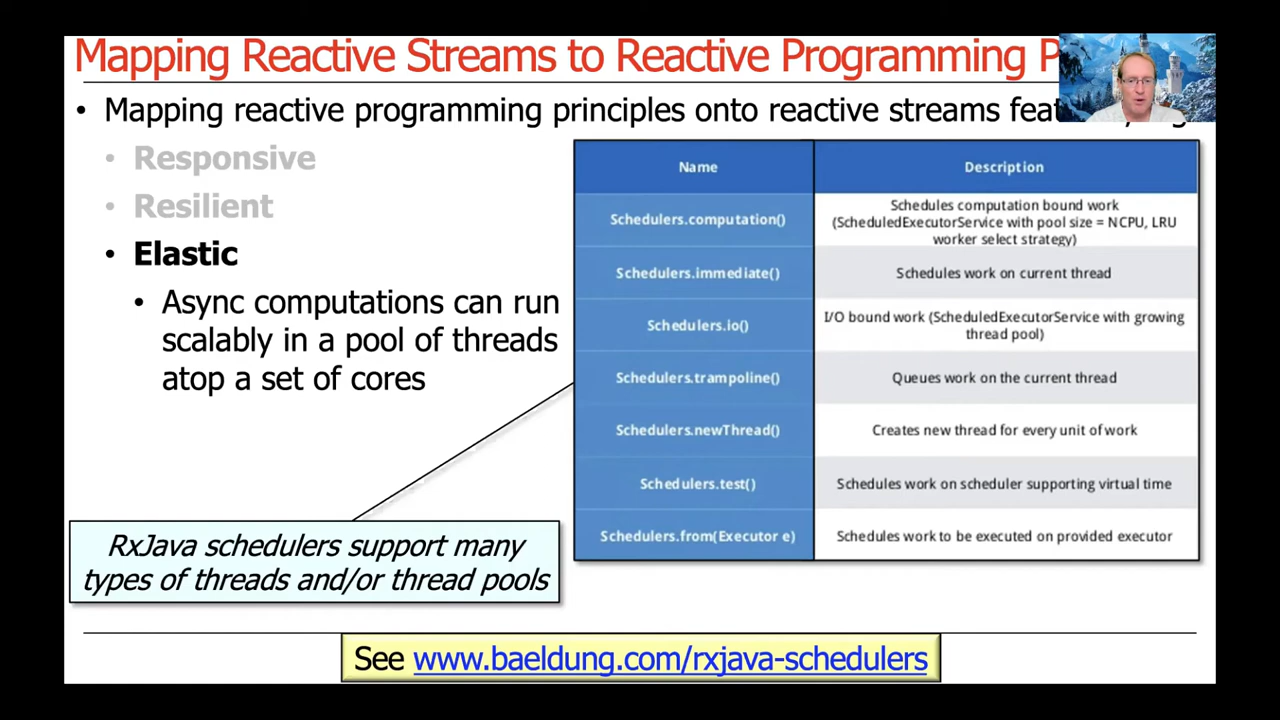 Mapping Reactive Streams to Reactive Programming
• Mapping reactive programming principles onto reactive streams
• Responsive
• Resilient
• Elastic
• Async computations can run
scalably in a pool of threads
atop a set of cores
RxJava schedulers support many
types of threads and/or thread pools
Name Description
Schedulers.computation() Schedules computation bound work
(ScheduledExecutorService with pool size = NCPU, LRU
worker select strategy)
Schedulers.immediate() Schedules work on current thread
Schedulers.io() I/O bound work (ScheduledExecutorService with growing
thread pool)
Schedulers.trampoline() Queues work on the current thread
Schedulers.newThread() Creates new thread for every unit of work
Schedulers.test() Schedules work on scheduler supporting virtual time
Schedulers.from(Executor e) Schedules work to be executed on provided executor
See www.baeldung.com/rxjava-schedulers